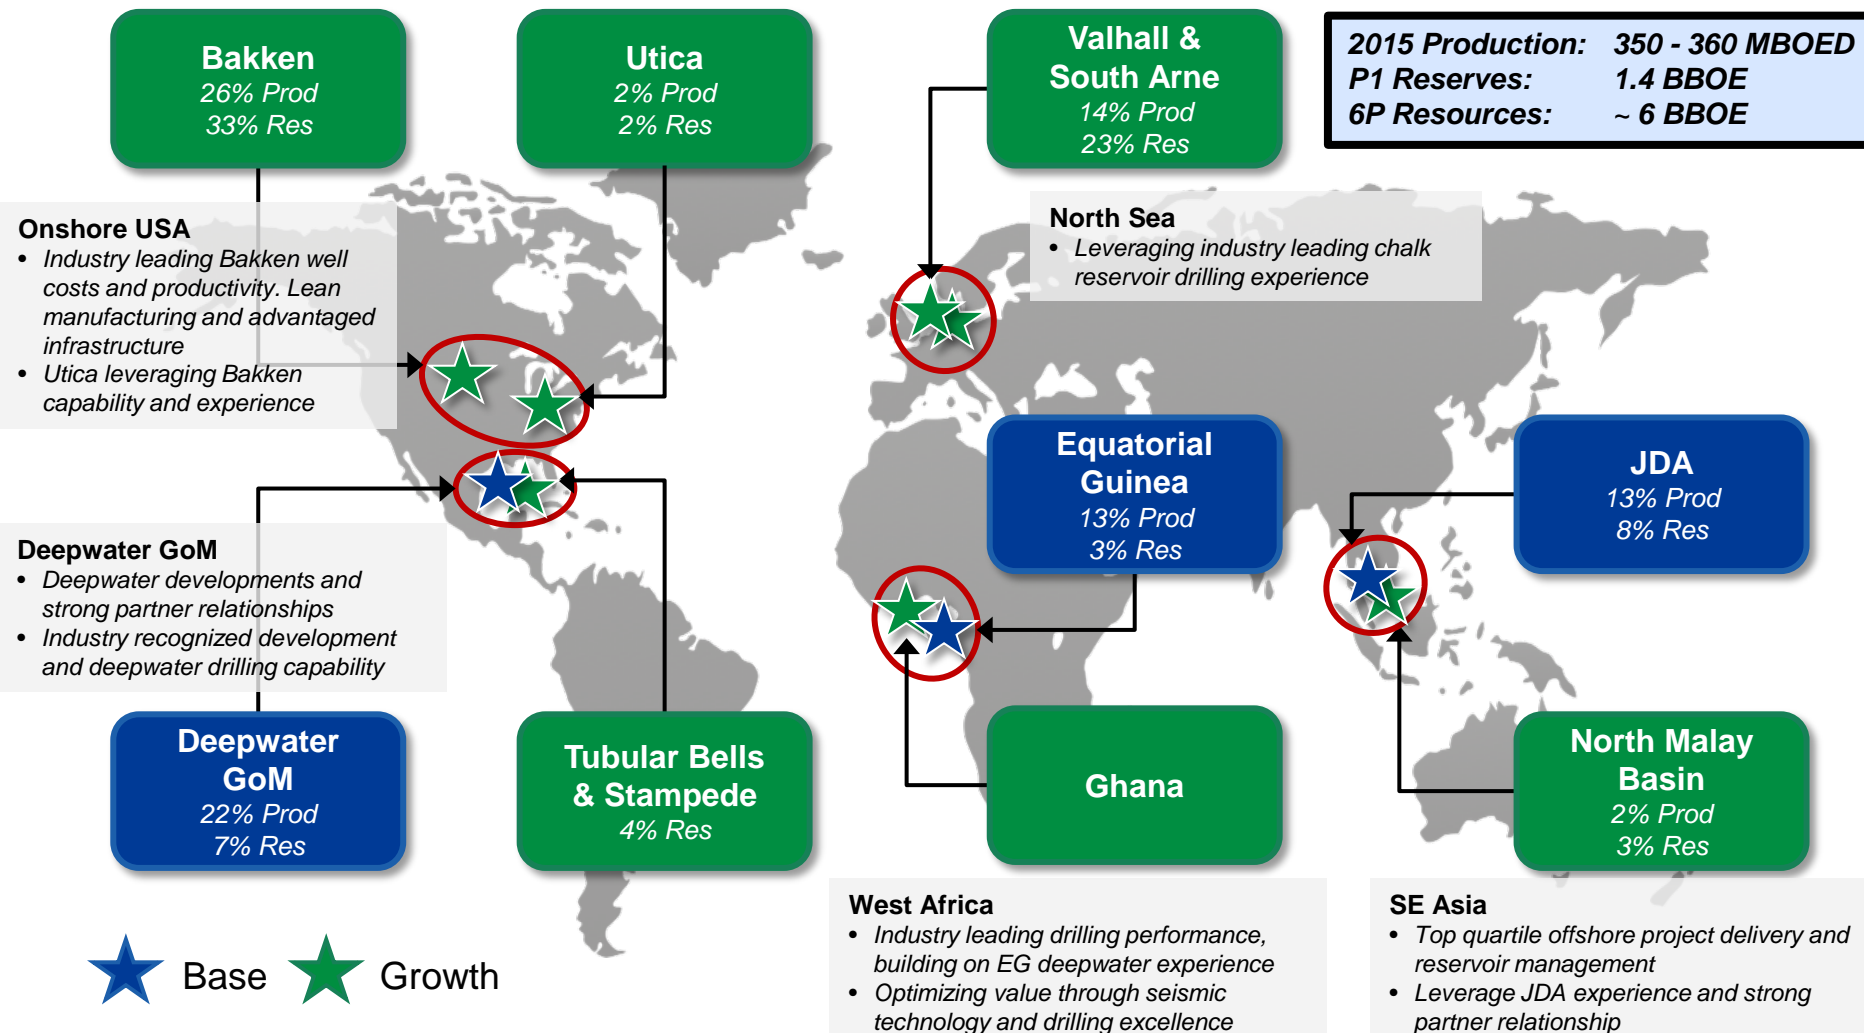 Bakken
26% Prod
33% Res
Utica
2% Prod
2% Res
Valhall &
South Arne
14% Prod
23% Res
2015 Production: 350 - 360 MBOED
P1 Reserves: 1.4 BBOE
6P Resources: ~ 6 BBOE
Onshore USA
• Industry leading Bakken well
costs and productivity. Lean
manufacturing and advantaged
infrastructure
• Utica leveraging Bakken
capability and experience
North Sea
• Leveraging industry leading chalk
reservoir drilling experience
Equatorial
Guinea
13% Prod
3% Res
JDA
13% Prod
8% Res
Deepwater GoM
• Deepwater developments and
strong partner relationships
• Industry recognized development
and deepwater drilling capability
Deepwater
GoM
22% Prod
7% Res
Tubular Bells
& Stampede
4% Res
Ghana
North Malay
Basin
2% Prod
3% Res
West Africa
• Industry leading drilling performance,
building on EG deepwater experience
• Optimizing value through seismic
technology and drilling excellence
SE Asia
• Top quartile offshore project delivery and
reservoir management
• Leverage JDA experience and strong
partner relationship
Base
Growth